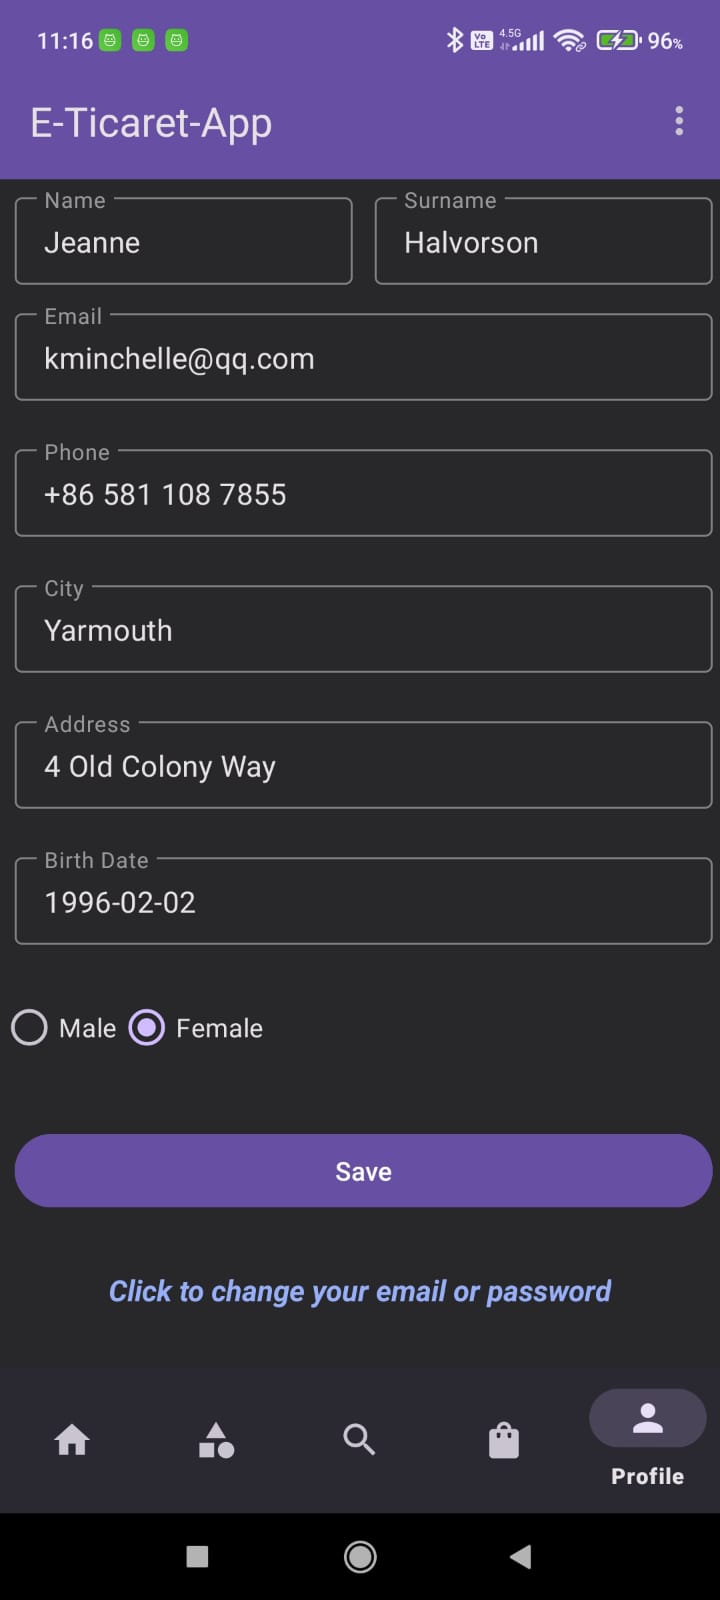 11:16 Vo LTE 4.5G 96%
E-Ticaret-App
Name Surname
Jeanne Halvorson
Email
kminchelle@qq.com
Phone
+86 581 108 7855
City
Yarmouth
Address
4 Old Colony Way
Birth Date
1996-02-02
Male Female
Save
Click to change your email or password
Profile